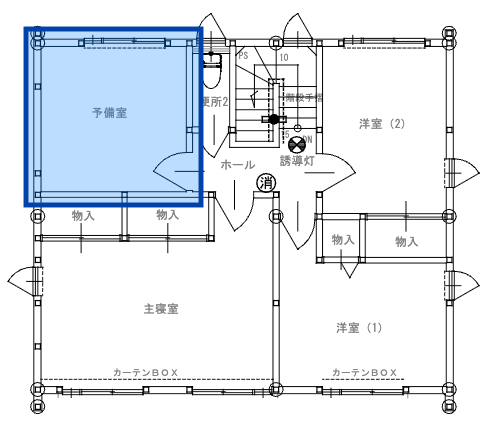 PS
10
階段手摺
予備室
便所2
洋室（2）
15
DN
ホール
誘導灯
消
物入
物入
物入
物入
主寝室
洋室（1）
カーテンＢＯＸ
カーテンＢＯＸ